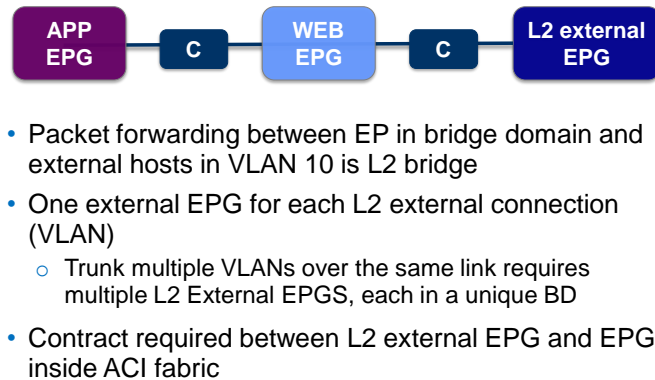 APP
EPG
C
WEB
EPG
C
L2 external
EPG
• Packet forwarding between EP in bridge domain and
external hosts in VLAN 10 is L2 bridge
• One external EPG for each L2 external connection
(VLAN)
o Trunk multiple VLANs over the same link requires
multiple L2 External EPGS, each in a unique BD
• Contract required between L2 external EPG and EPG
inside ACI fabric